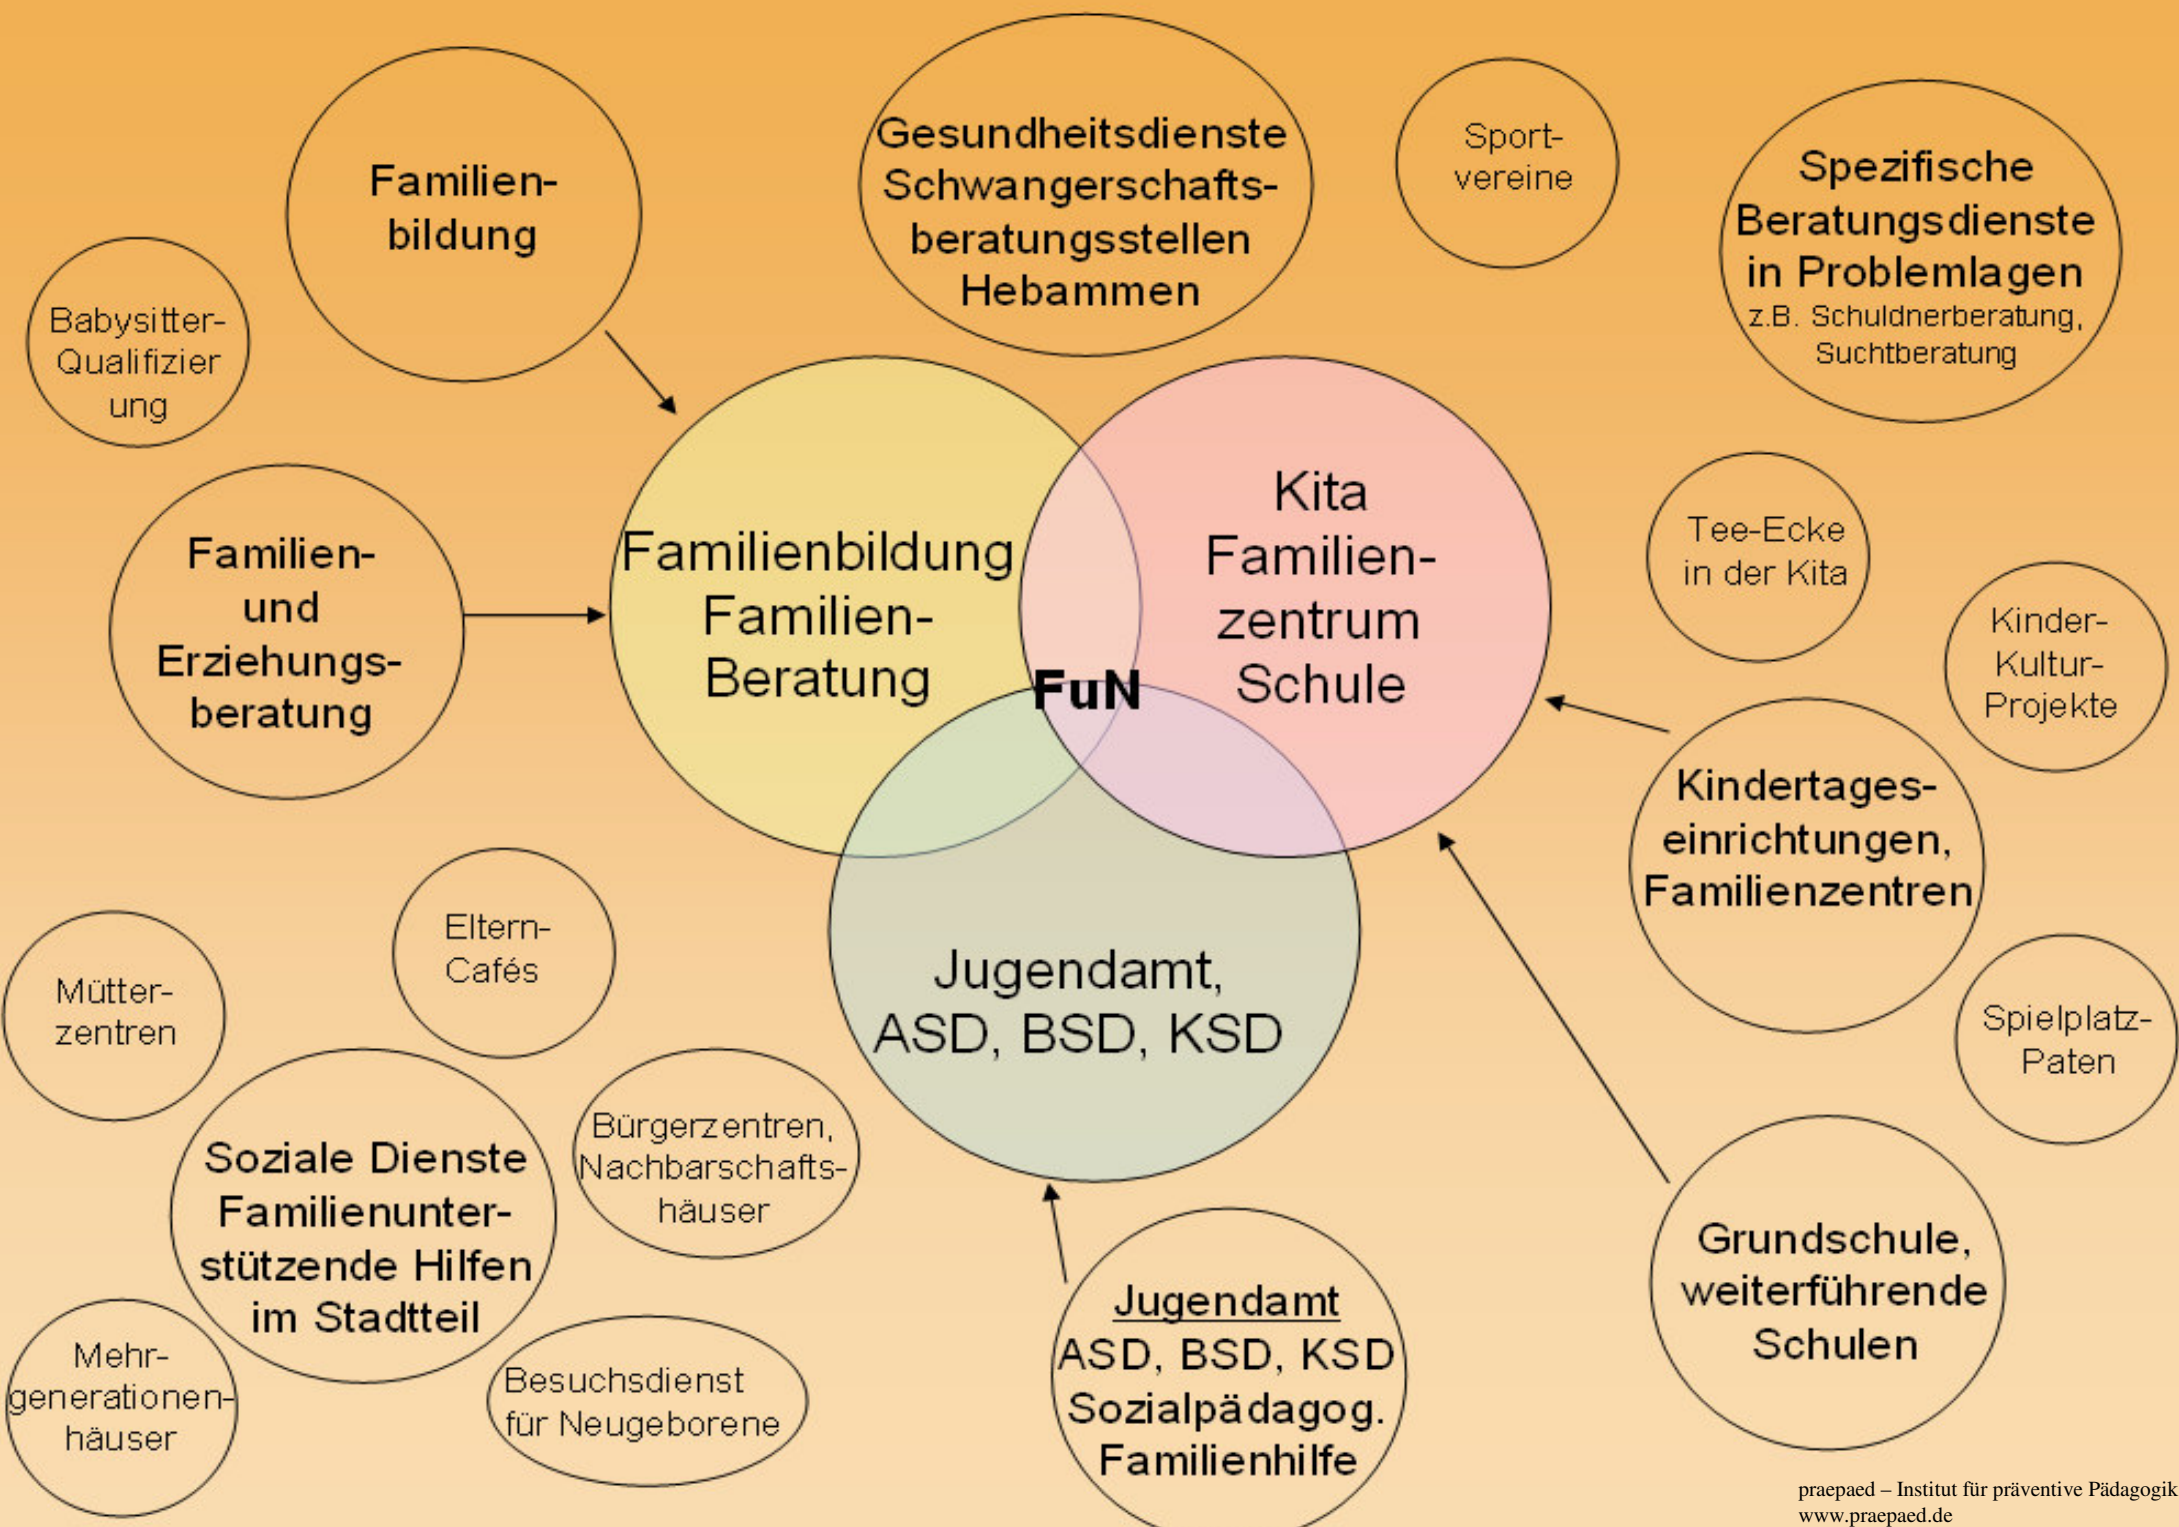 Familien-
bildung
Gesundheitsdienste
Schwangerschafts-
beratungsstellen
Hebammen
Sport-
vereine
Spezifische
Beratungsdienste
in Problemlagen
z.B. Schuldnerberatung,
Suchtberatung
Babysitter-
Qualifizier
ung
Familien-
und
Erziehungs-
beratung
Familienbildung
Familien-
Beratung
Kita
Familien-
zentrum
Schule
FuN
Tee-Ecke
in der Kita
Kinder-
Kultur-
Projekte
Kindertages-
einrichtungen,
Familienzentren
Eltern-
Cafés
Jugendamt,
ASD, BSD, KSD
Mütter-
zentren
Spielplatz-
Paten
Soziale Dienste
Familienunter-
stützende Hilfen
im Stadtteil
Bürgerzentren,
Nachbarschafts-
häuser
Grundschule,
weiterführende
Schulen
Mehr-
generationen-
häuser
Besuchsdienst
für Neugeborene
Jugendamt
ASD, BSD, KSD
Sozialpädagog.
Familienhilfe
praepaed – Institut für präventive Pädagogik
www.praepaed.de